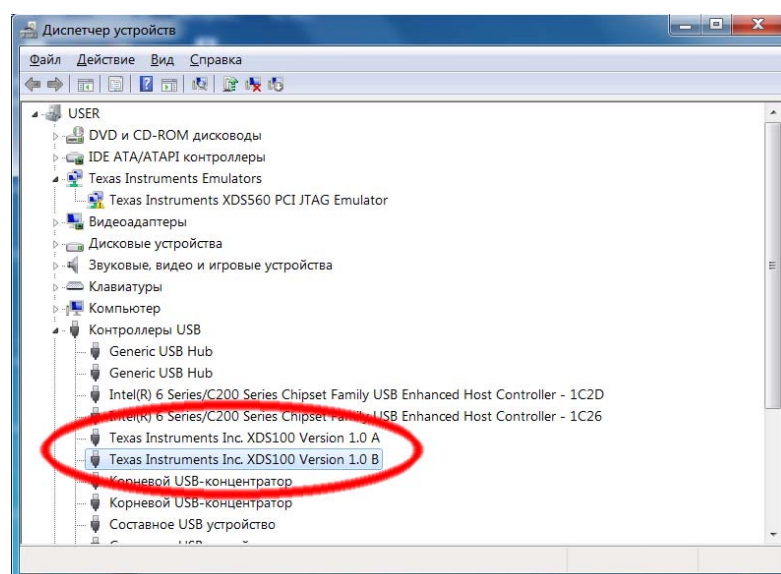 Диспетчер устройств
Файл Действие Вид Справка
USER
DVD и CD-ROM дисководы
IDE ATA/ATAPI контроллеры
Texas Instruments Emulators
Texas Instruments XDS560 PCI JTAG Emulator
Видеоадаптеры
Дисковые устройства
Звуковые, видео и игровые устройства
Клавиатуры
Компьютер
Контроллеры USB
Generic USB Hub
Generic USB Hub
Intel(R) 6 Series/C200 Series Chipset Family USB Enhanced Host Controller - 1C2D
Intel(R) 6 Series/C200 Series Chipset Family USB Enhanced Host Controller - 1C26
Texas Instruments Inc. XDS100 Version 1.0 A
Texas Instruments Inc. XDS100 Version 1.0 B
Корневой USB-концентратор
Корневой USB-концентратор
Составное USB устройство